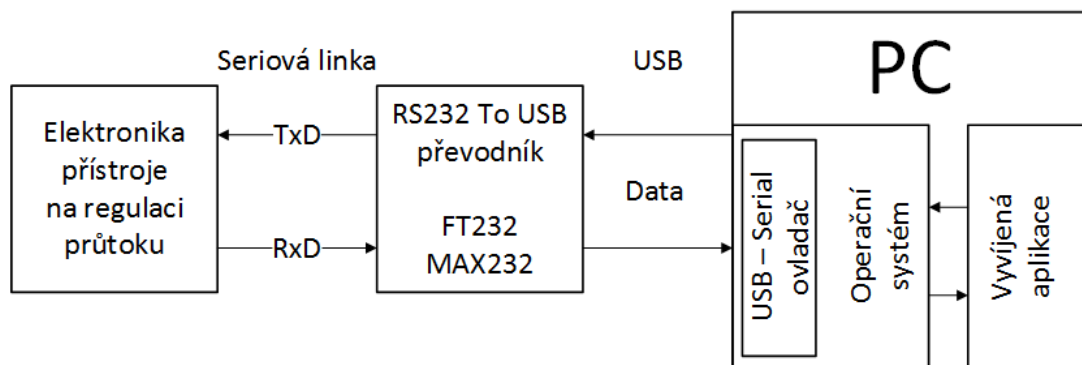 Seriová linka
USB
PC
Elektronika
přístroje
na regulaci
průtoku
TxD
RxD
RS232 To USB
převodník
FT232
MAX232
Data
USB – Serial
ovladač
Operační
systém
Vyvíjená
aplikace